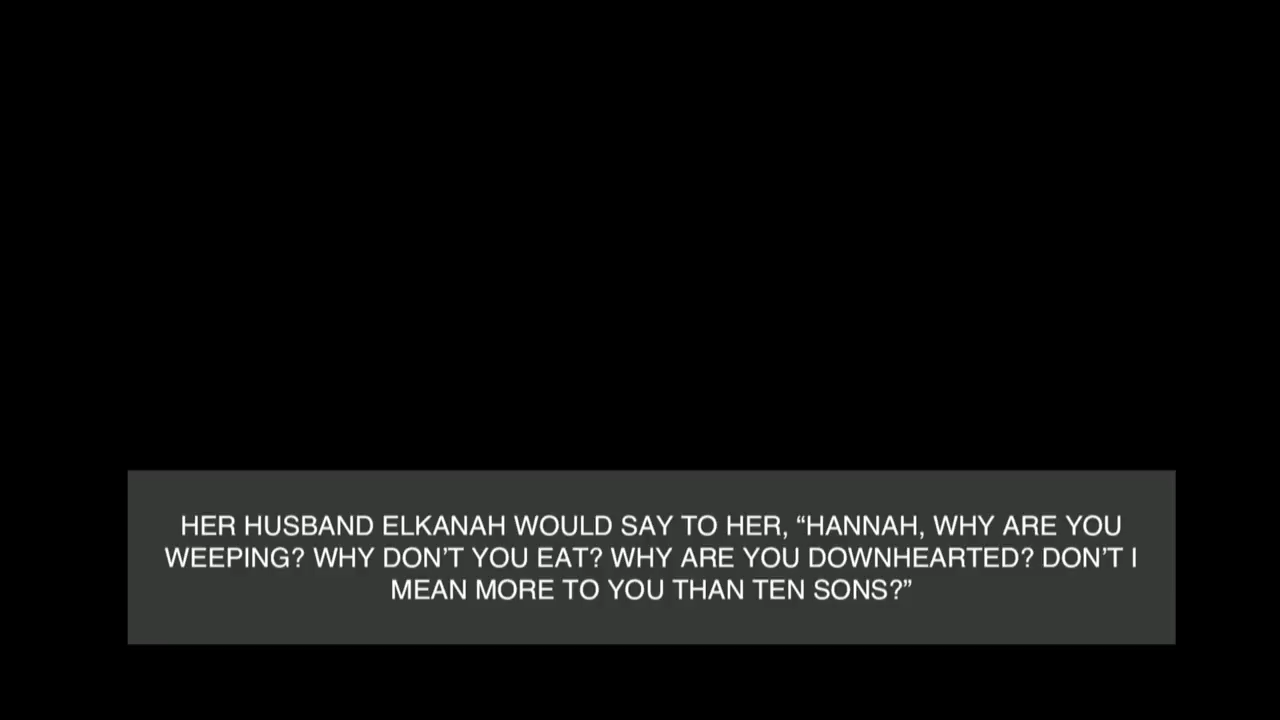 HER HUSBAND ELKANAH WOULD SAY TO HER, “HANNAH, WHY ARE YOU
WEEPING? WHY DON’T YOU EAT? WHY ARE YOU DOWNHEARTED? DON’T I
MEAN MORE TO YOU THAN TEN SONS?”